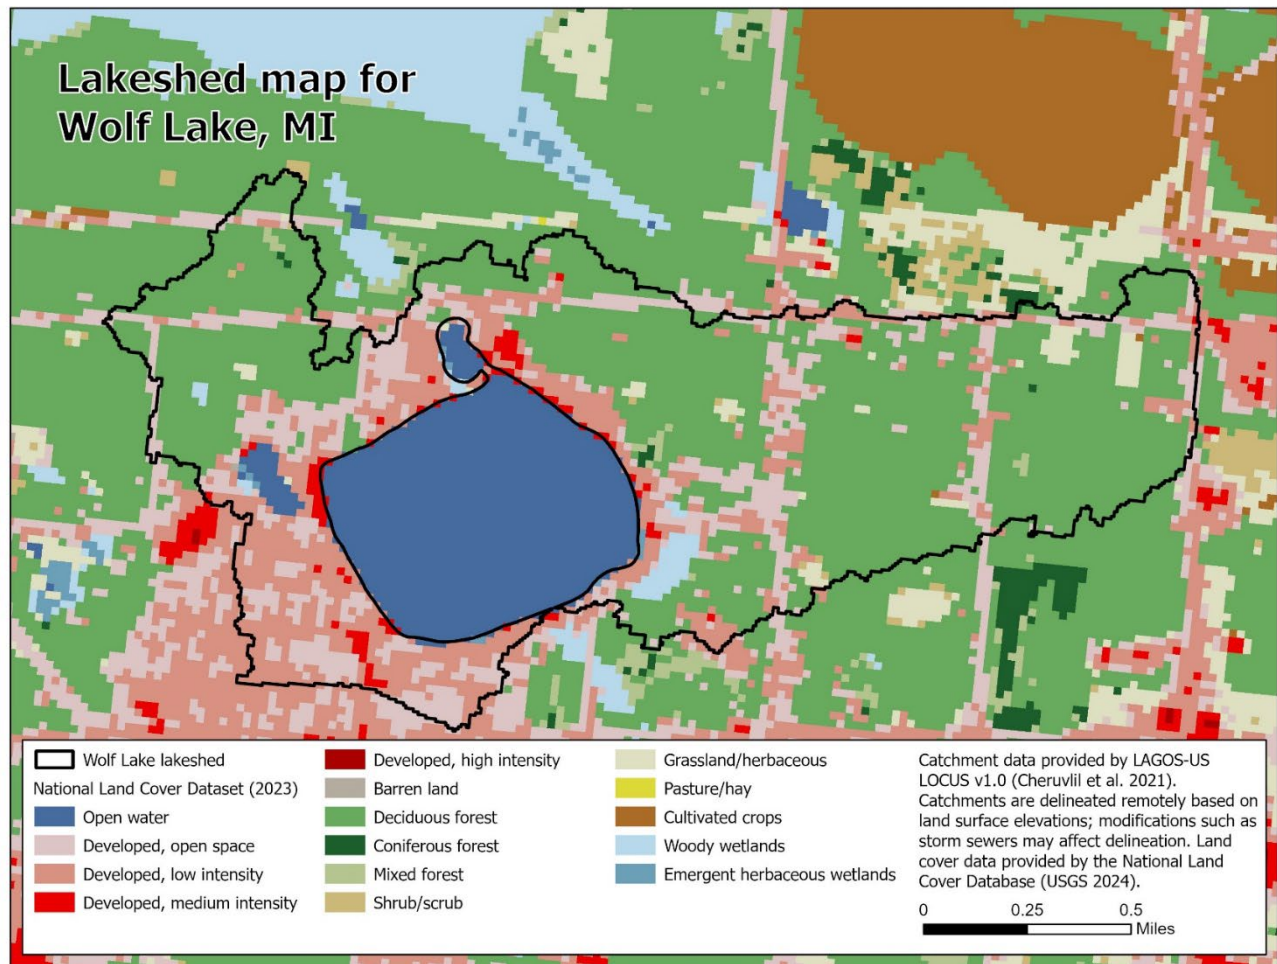 Lakeshed map for
Wolf Lake, MI
Wolf Lake lakeshed
National Land Cover Dataset (2023)
Open water
Developed, open space
Developed, low intensity
Developed, medium intensity
Developed, high intensity
Barren land
Deciduous forest
Coniferous forest
Mixed forest
Shrub/scrub
Grassland/herbaceous
Pasture/hay
Cultivated crops
Woody wetlands
Emergent herbaceous wetlands
Catchment data provided by LAGOS-US
LOCUS v1.0 (Cheruvlil et al. 2021).
Catchments are delineated remotely based on
land surface elevations; modifications such as
storm sewers may affect delineation. Land
cover data provided by the National Land
Cover Database (USGS 2024).
0 0.25 0.5
Miles